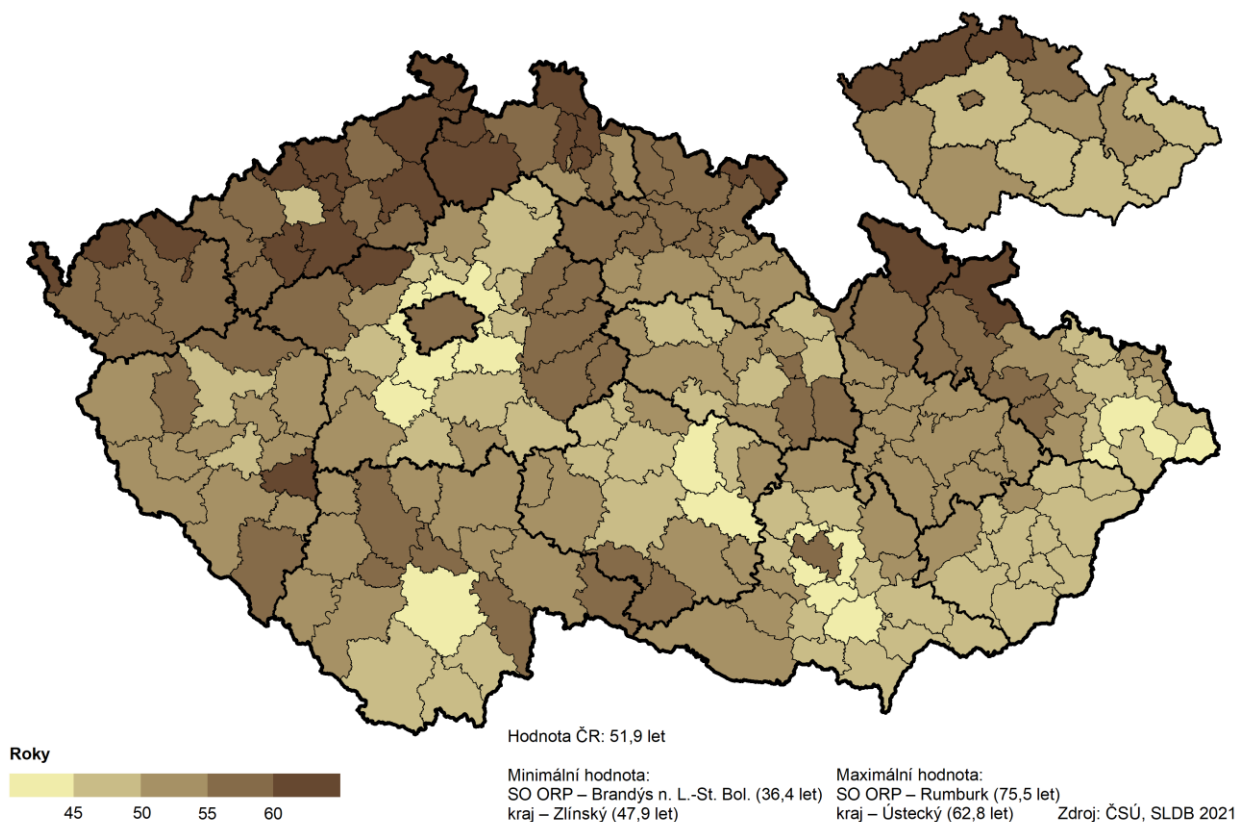 Hodnota ČR: 51,9 let
Roky
45 50 55 60
Minimální hodnota:
SO ORP – Brandýs n. L.-St. Bol. (36,4 let)
kraj – Zlínský (47,9 let)
Maximální hodnota:
SO ORP – Rumburk (75,5 let)
kraj – Ústecký (62,8 let)
Zdroj: ČSÚ, SLDB 2021